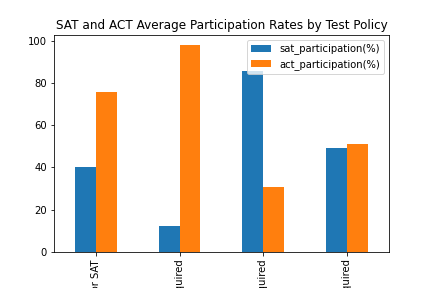 SAT and ACT Average Participation Rates by Test Policy
sat_participation(%)
act_participation(%)
100
80
60
40
20
0
or SAT
quired
quired
quired